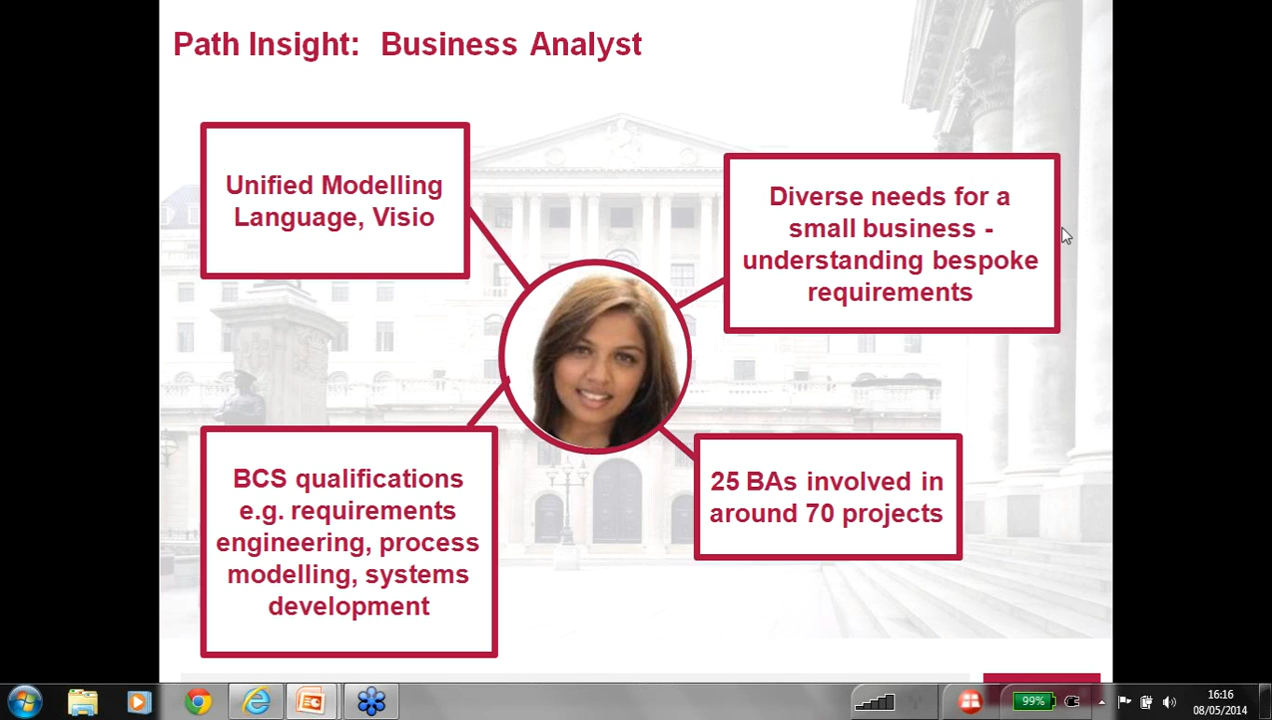 Path Insight: Business Analyst
Unified Modelling
Language, Visio
Diverse needs for a
small business -
understanding bespoke
requirements
BCS qualifications
e.g. requirements
engineering, process
modelling, systems
development
25 BAs involved in
around 70 projects
99%
16:16
08/05/2014